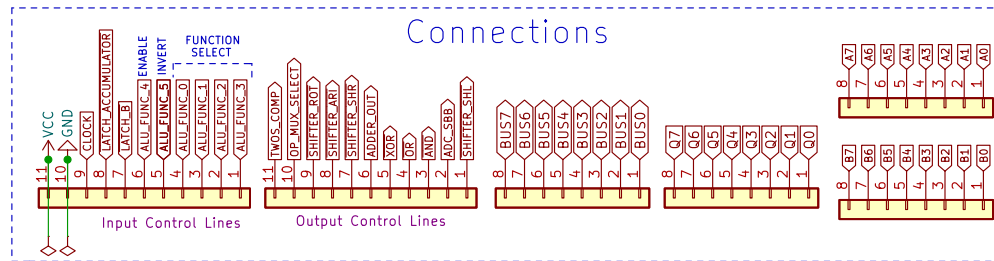 Connections
FUNCTION
SELECT
ENABLE
INVERT
VCC
GND
CLOCK
LATCH_ACCUMULATOR
LATCH_B
ALU_FUNC_4
ALU_FUNC_5
ALU_FUNC_0
ALU_FUNC_1
ALU_FUNC_2
ALU_FUNC_3
11 10 9 8 7 6 5 4 3 2 1
Input Control Lines
TWOS_COMP
OP_MUX_SELECT
SHIFTER_ROT
SHIFTER_ARI
SHIFTER_SHR
ADDER_OUT
XOR
OR
AND
ADC_SBB
SHIFTER_SHL
11 10 9 8 7 6 5 4 3 2 1
Output Control Lines
BUS7
BUS6
BUS5
BUS4
BUS3
BUS2
BUS1
BUS0
8 7 6 5 4 3 2 1
Q7
Q6
Q5
Q4
Q3
Q2
Q1
Q0
8 7 6 5 4 3 2 1
A7
A6
A5
A4
A3
A2
A1
A0
8 7 6 5 4 3 2 1
B7
B6
B5
B4
B3
B2
B1
B0
8 7 6 5 4 3 2 1